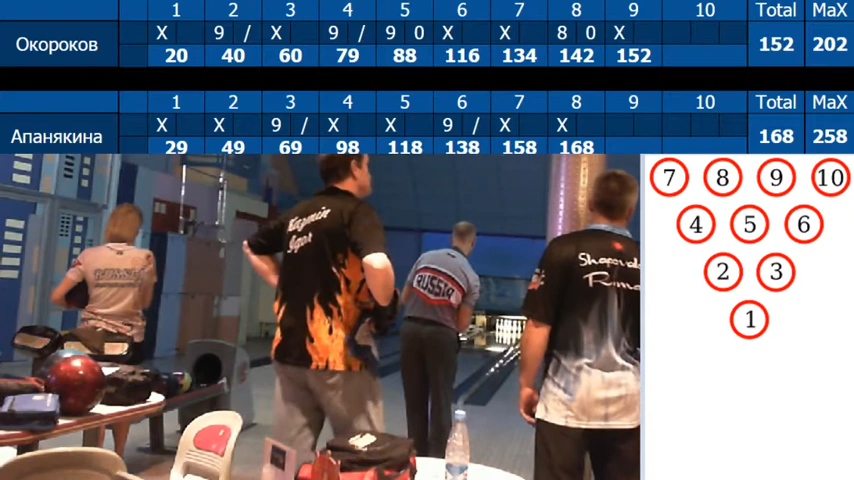 1 2 3 4 5 6 7 8 9 10 Total MaX
Окороков X 9 / X 9 / 9 0 X X 8 0 X 152 202
20 40 60 79 88 116 134 142 152
1 2 3 4 5 6 7 8 9 10 Total MaX
Апанякина X X 9 / X X 9 / X X 168 258
29 49 69 98 118 138 158 168
7 8 9 10
4 5 6
2 3
1
Igor
RUSSIA
RUSSIA